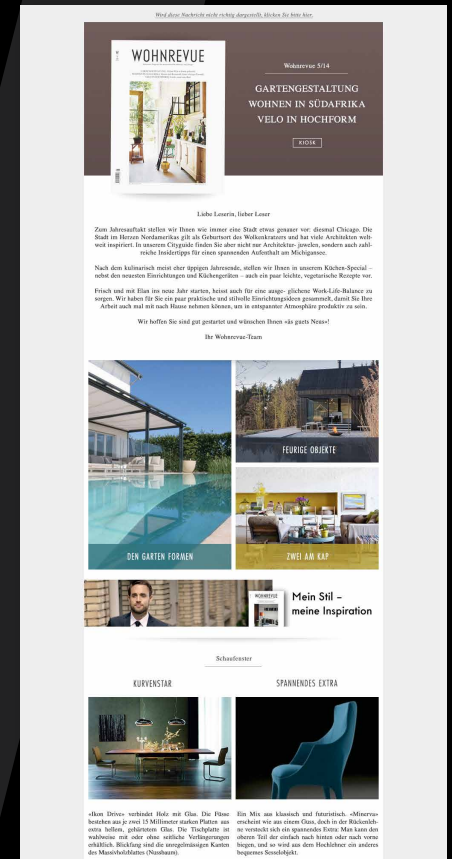 Wird diese Nachricht nicht richtig dargestellt, klicken Sie bitte hier.
WOHNREVUE
Wohnrevue 5/14
GARTENGESTALTUNG
WOHNEN IN SÜDAFRIKA
VELO IN HOCHFORM
KIOSK
Liebe Leserin, lieber Leser
Zum Jahresauftakt stellen wir Ihnen wie immer eine Stadt etwas genauer vor: diesmal Chicago. Die
Stadt im Herzen Nordamerikas gilt als Geburtsort des Wolkenkratzers und hat viele Architekten welt-
weit inspiriert. In unserem Cityguide finden Sie aber nicht nur Architektur- juwelen, sondern auch zahl-
reiche Insidertipps für einen spannenden Aufenthalt am Michigansee.
Nach dem kulinarisch meist eher üppigen Jahresende, stellen wir Ihnen in unserem Küchen-Special –
nebst den neuesten Einrichtungen und Küchengeräten – auch ein paar leichte, vegetarische Rezepte vor.
Frisch und mit Elan ins neue Jahr starten, heisst auch für eine ausge- glichene Work-Life-Balance zu
sorgen. Wir haben für Sie ein paar praktische und stilvolle Einrichtungsideen gesammelt, damit Sie Ihre
Arbeit auch mal mit nach Hause nehmen können, um in entspannter Atmosphäre produktiv zu sein.
Wir hoffen Sie sind gut gestartet und wünschen Ihnen «äs guets Neus»!
Ihr Wohnrevue-Team
FEURIGE OBJEKTE
DEN GARTEN FORMEN
ZWEI AM KAP
WOHNREVUE
Mein Stil –
meine Inspiration
Schaufenster
KURVENSTAR
SPANNENDES EXTRA
«Ikon Drive» verbindet Holz mit Glas. Die Füsse
bestehen aus je zwei 15 Millimeter starken Platten aus
extra hellem, gehärtetem Glas. Die Tischplatte ist
wahlweise mit oder ohne seitliche Verlängerungen
erhältlich. Blickfang sind die unregelmässigen Kanten
des Massivholzblattes (Nussbaum).
Ein Mix aus klassisch und futuristisch. «Minerva»
erscheint wie aus einem Guss, doch in der Rückenleh-
ne versteckt sich ein spannendes Extra: Man kann den
oberen Teil der einfach nach hinten oder nach vorne
biegen, und so wird aus dem Hochlehner ein anderes
bequemes Sesselobjekt.